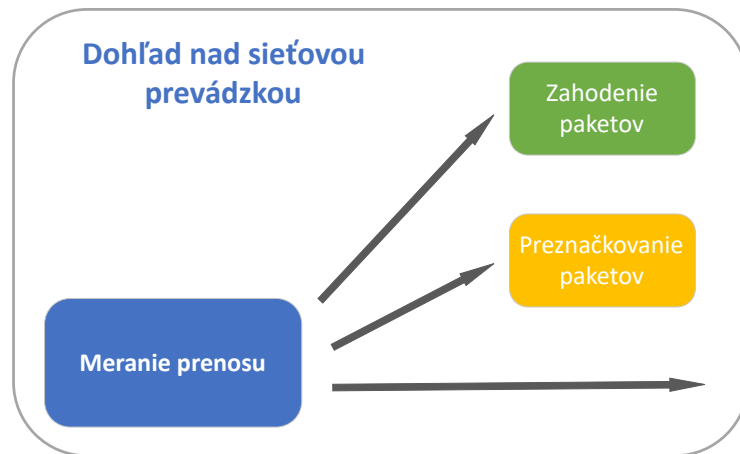 Dohľad nad sieťovou
prevádzkou
Zahodenie
paketov
Preznačkovanie
paketov
Meranie prenosu